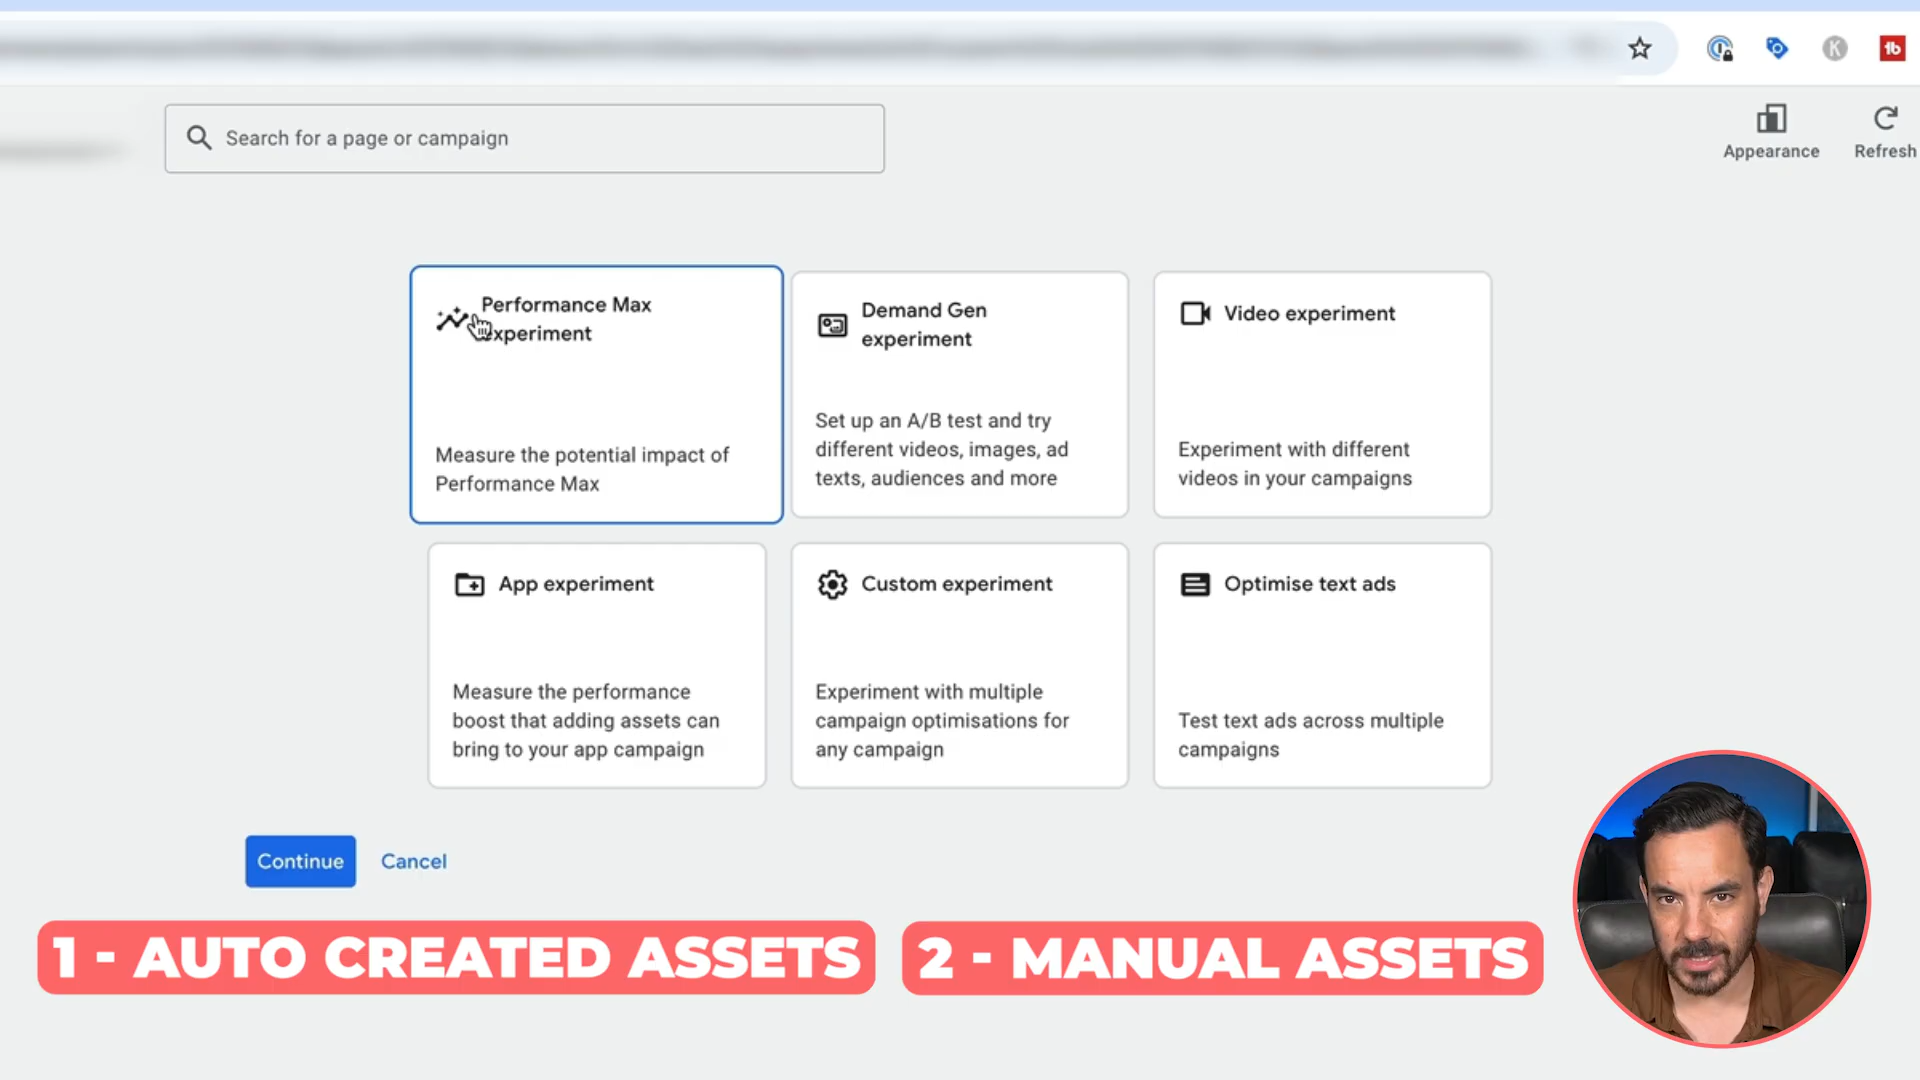 K
tb
Search for a page or campaign
Appearance
Refresh
Performance Max
experiment
Measure the potential impact of
Performance Max
Demand Gen
experiment
Set up an A/B test and try
different videos, images, ad
texts, audiences and more
Video experiment
Experiment with different
videos in your campaigns
App experiment
Measure the performance
boost that adding assets can
bring to your app campaign
Custom experiment
Experiment with multiple
campaign optimisations for
any campaign
Optimise text ads
Test text ads across multiple
campaigns
Continue
Cancel
1 - AUTO CREATED ASSETS
2 - MANUAL ASSETS